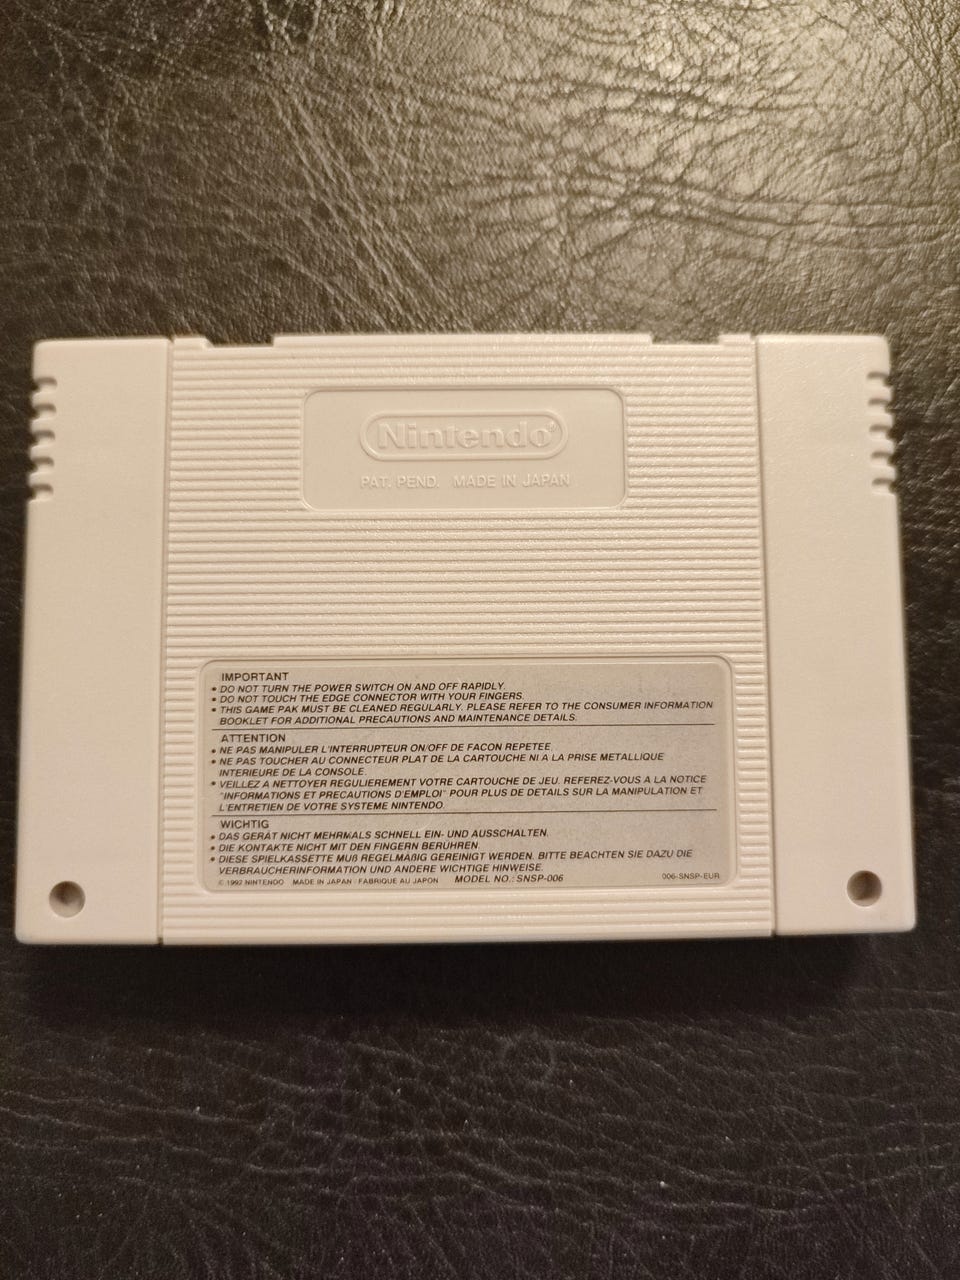 Nintendo®
PAT. PEND. MADE IN JAPAN
IMPORTANT
• DO NOT TURN THE POWER SWITCH ON AND OFF RAPIDLY.
• DO NOT TOUCH THE EDGE CONNECTOR WITH YOUR FINGERS.
• THIS GAME PAK MUST BE CLEANED REGULARLY. PLEASE REFER TO THE CONSUMER INFORMATION
BOOKLET FOR ADDITIONAL PRECAUTIONS AND MAINTENANCE DETAILS.
ATTENTION
• NE PAS MANIPULER L'INTERRUPTEUR ON/OFF DE FACON REPETEE.
• NE PAS TOUCHER AU CONNECTEUR PLAT DE LA CARTOUCHE NI A LA PRISE METALLIQUE
INTERIEURE DE LA CONSOLE.
• VEILLEZ A NETTOYER REGULIEREMENT VOTRE CARTOUCHE DE JEU. REFEREZ-VOUS A LA NOTICE
"INFORMATIONS ET PRECAUTIONS D'EMPLOI" POUR PLUS DE DETAILS SUR LA MANIPULATION ET
L'ENTRETIEN DE VOTRE SYSTEME NINTENDO.
WICHTIG
• DAS GERÄT NICHT MEHRMALS SCHNELL EIN- UND AUSSCHALTEN.
• DIE KONTAKTE NICHT MIT DEN FINGERN BERÜHREN.
• DIESE SPIELKASSETTE MUß REGELMÄßIG GEREINIGT WERDEN. BITTE BEACHTEN SIE DAZU DIE
VERBRAUCHERINFORMATION UND ANDERE WICHTIGE HINWEISE.
© 1992 NINTENDO MADE IN JAPAN / FABRIQUE AU JAPON MODEL NO.: SNSP-006 006-SNSP-EUR